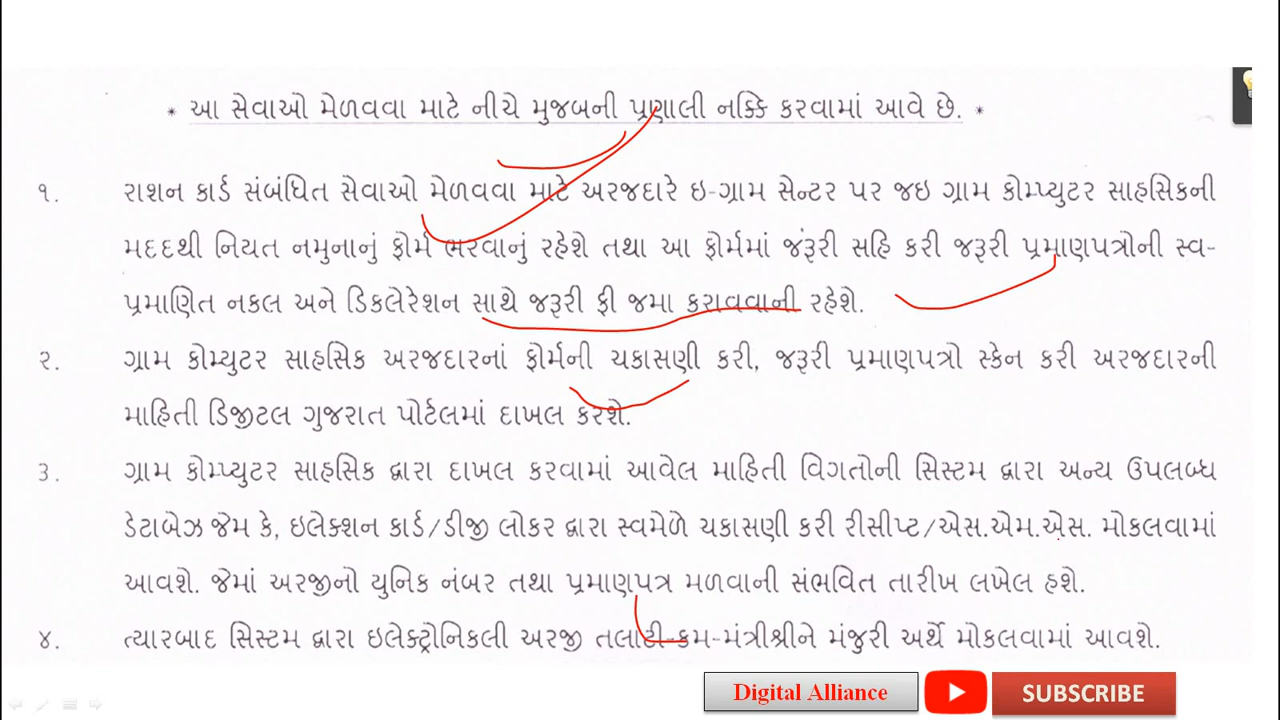 * આ સેવાઓ મેળવવા માટે નીચે મુજબની પ્રણાલી નક્કિ કરવામાં આવે છે. *
૧. રાશન કાર્ડ સંબંધિત સેવાઓ મેળવવા માટે અરજદારે ઇ-ગ્રામ સેન્ટર પર જઇ ગ્રામ કોમ્પ્યુટર સાહસિકની
મદદથી નિયત નમુનાનું ફોર્મ ભરવાનું રહેશે તથા આ ફોર્મમાં જરૂરી સહિ કરી જરૂરી પ્રમાણપત્રોની સ્વ-
પ્રમાણિત નકલ અને ડિકલેરેશન સાથે જરૂરી ફી જમા કરાવવાની રહેશે.
૨. ગ્રામ કોમ્યુટર સાહસિક અરજદારનાં ફોર્મની ચકાસણી કરી, જરૂરી પ્રમાણપત્રો સ્કેન કરી અરજદારની
માહિતી ડિજીટલ ગુજરાત પોર્ટલમાં દાખલ કરશે.
૩. ગ્રામ કોમ્પ્યુટર સાહસિક દ્વારા દાખલ કરવામાં આવેલ માહિતી વિગતોની સિસ્ટમ દ્વારા અન્ય ઉપલબ્ધ
ડેટાબેઝ જેમ કે, ઇલેક્શન કાર્ડ/ડીજી લોકર દ્વારા સ્વમેળે ચકાસણી કરી રીસીપ્ટ/એસ.એમ.એસ. મોકલવામાં
આવશે. જેમાં અરજીનો યુનિક નંબર તથા પ્રમાણપત્ર મળવાની સંભવિત તારીખ લખેલ હશે.
૪. ત્યારબાદ સિસ્ટમ દ્વારા ઇલેક્ટ્રોનિકલી અરજી તલાટી-કમ-મંત્રીશ્રીને મંજુરી અર્થે મોકલવામાં આવશે.
Digital Alliance SUBSCRIBE